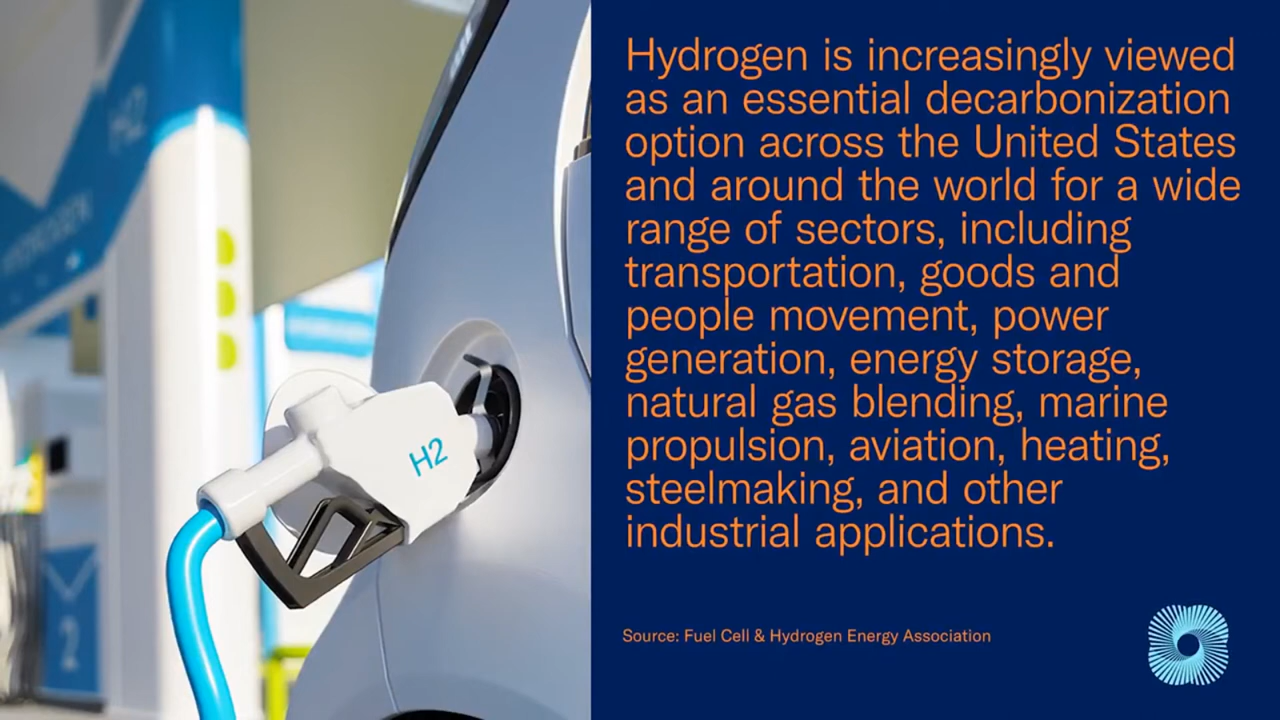 H2
H2
2
Hydrogen is increasingly viewed
as an essential decarbonization
option across the United States
and around the world for a wide
range of sectors, including
transportation, goods and
people movement, power
generation, energy storage,
natural gas blending, marine
propulsion, aviation, heating,
steelmaking, and other
industrial applications.
Source: Fuel Cell & Hydrogen Energy Association